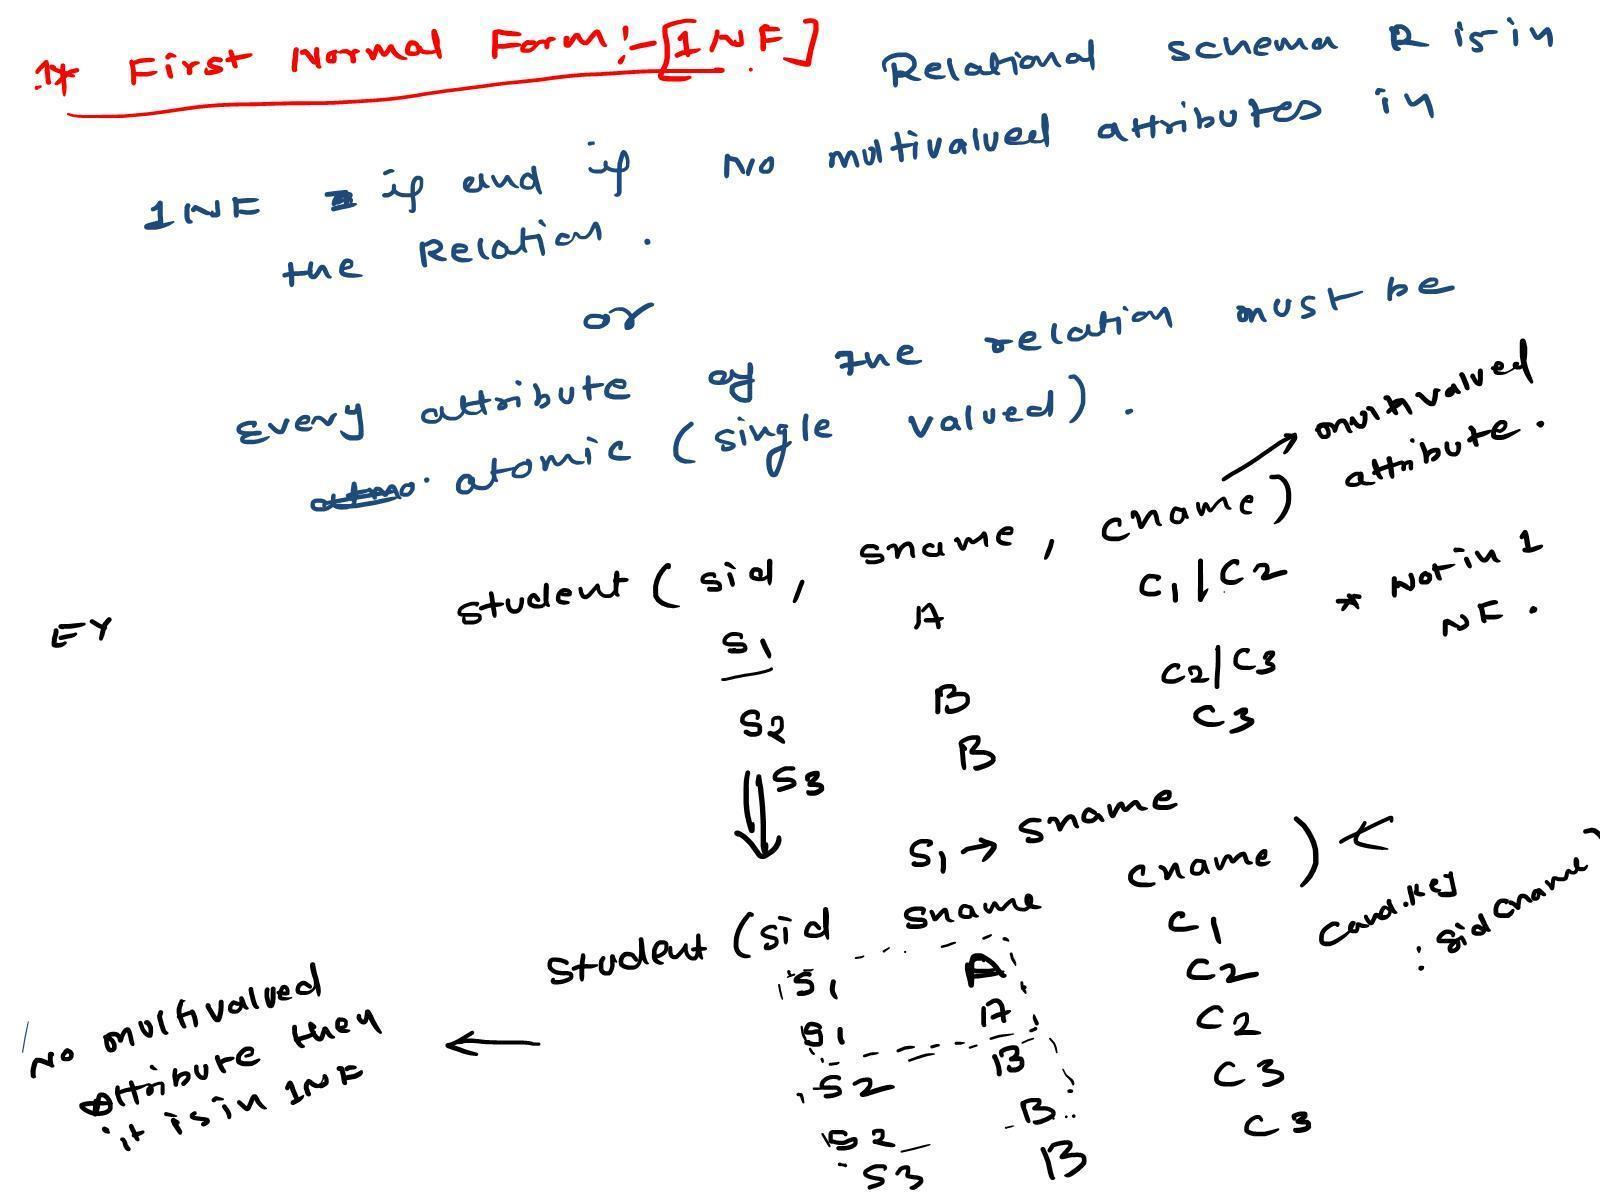 1* First Normal Form:-[1NF]
Relational schema R is in
1NF if and if No multivalued attributes in
the Relation.
or
Every attribute of the relation must be
atomic (single valued).
Ex student (sid, sname, cname) → multivalued
attribute.
S1 A C1/C2 * Not in 1
NF.
S2 B C2/C3
S3 B C3
S1 → sname
student (sid sname cname)
Cand.key
: sid cname
S1 A C1
S1 A C2
S2 B C2
S2 B C3
S3 B C3
No multivalued
attribute they
it is in 1NF